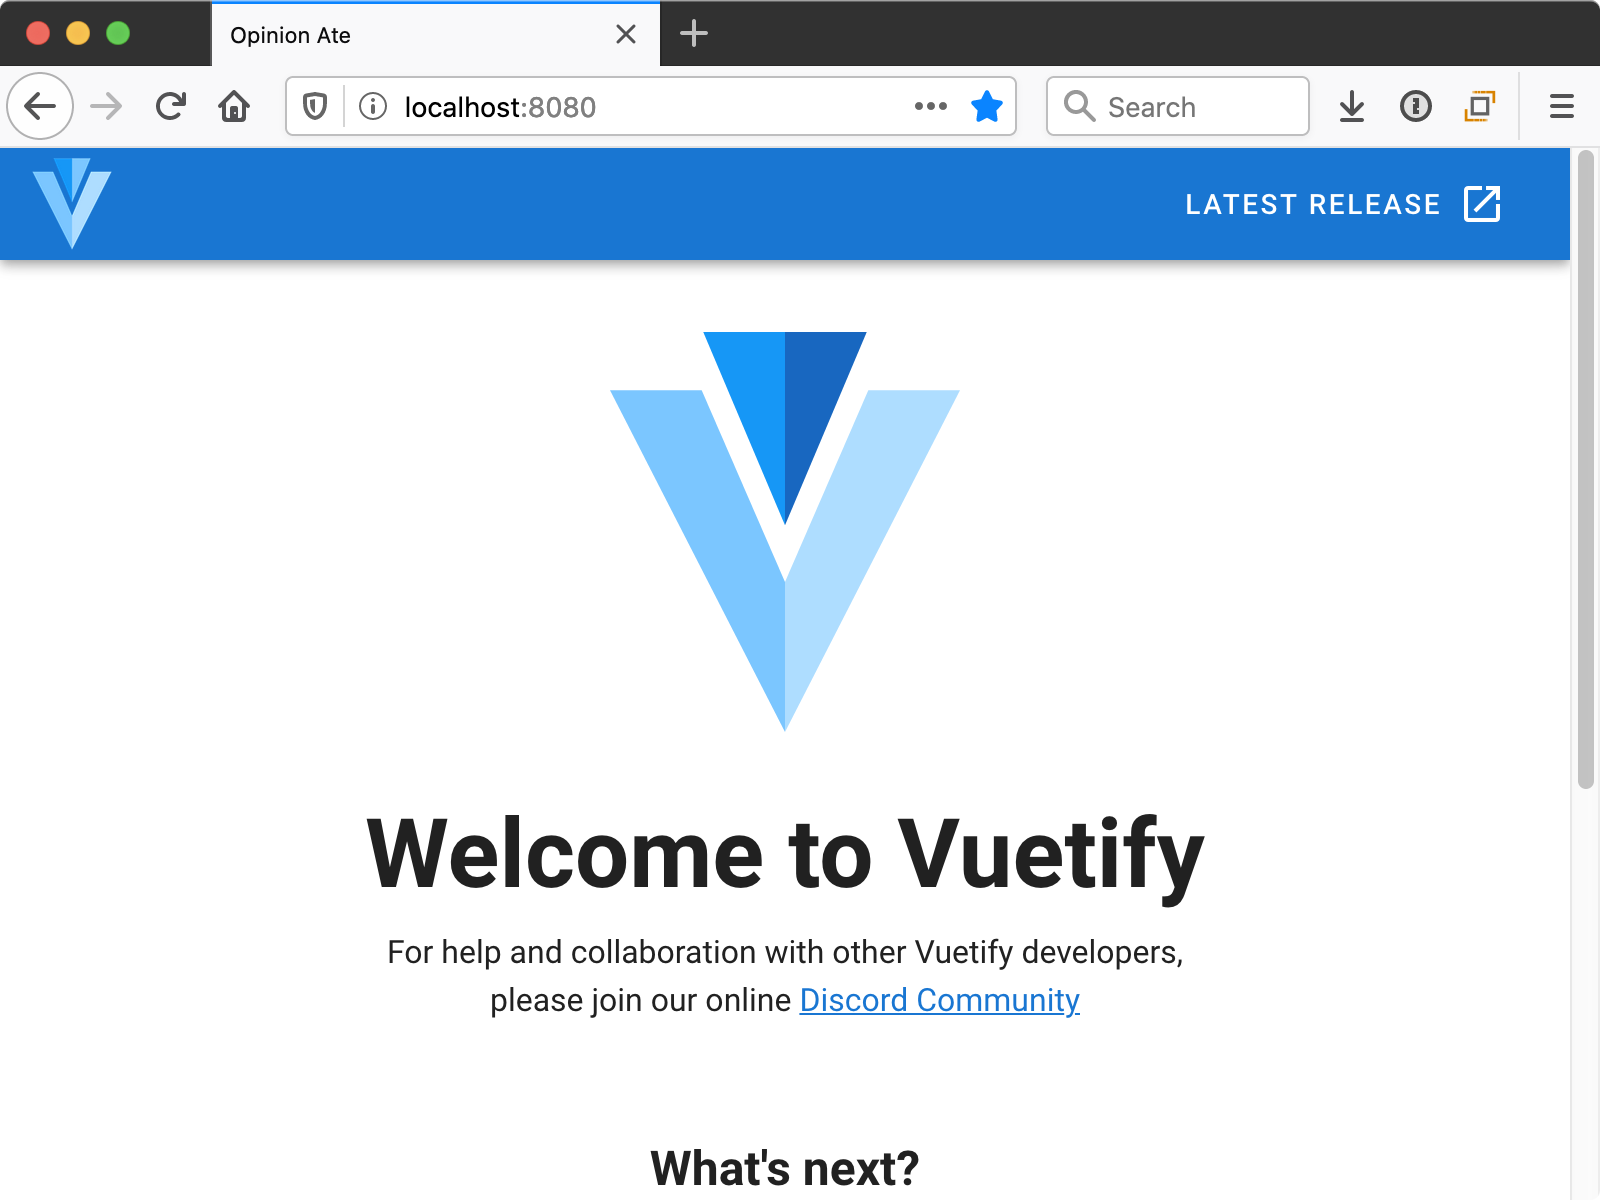 Opinion Ate
localhost:8080
Search
LATEST RELEASE
Welcome to Vuetify
For help and collaboration with other Vuetify developers,
please join our online Discord Community
What's next?